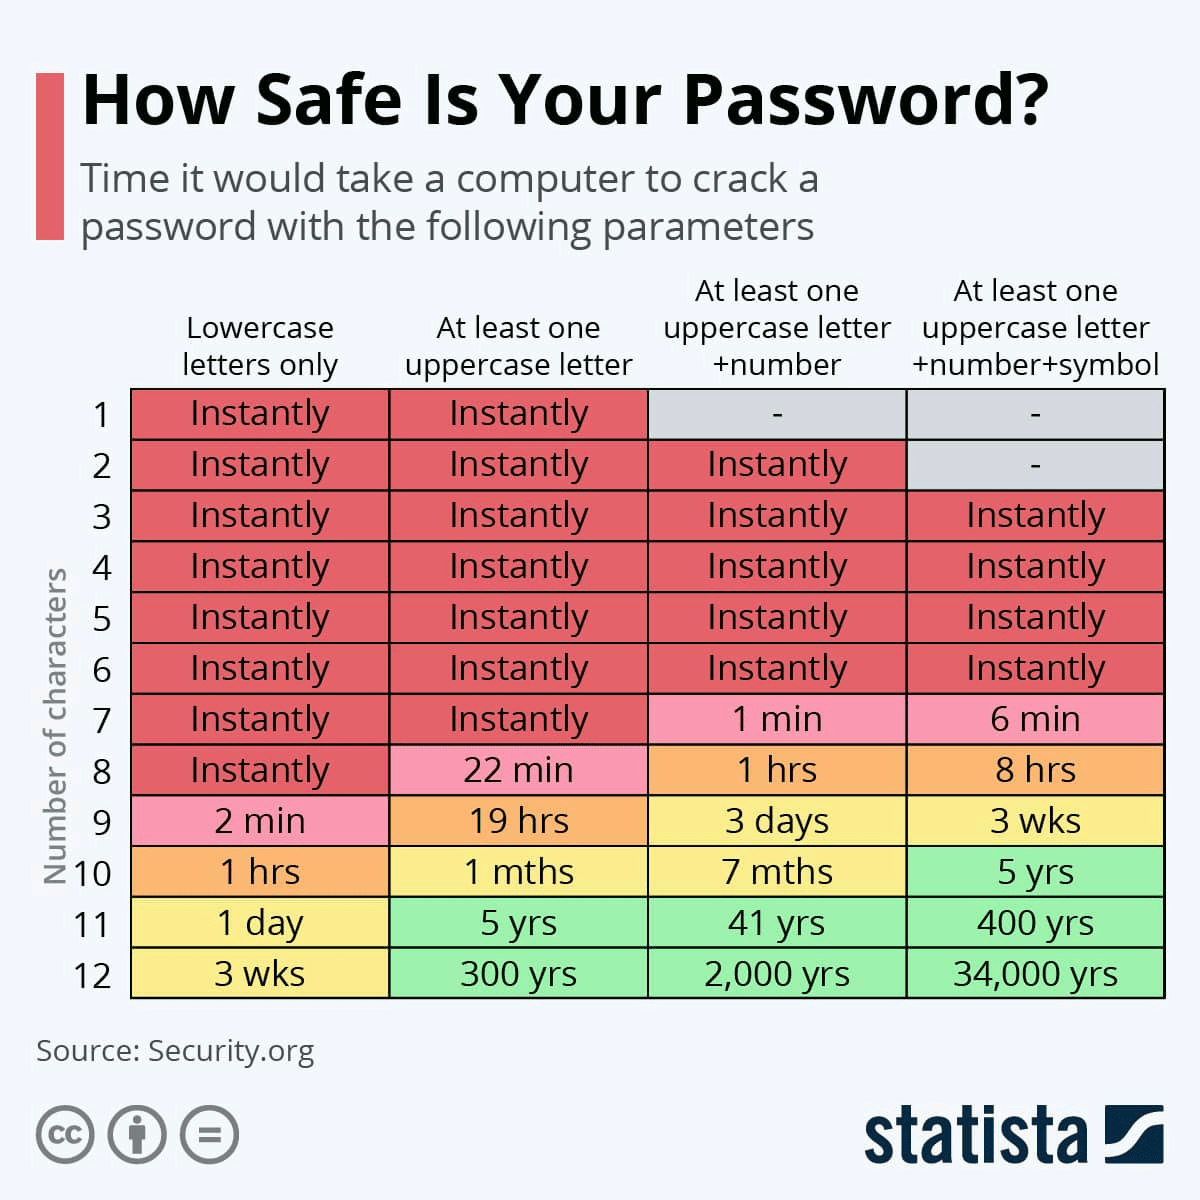 How Safe Is Your Password?
Time it would take a computer to crack a
password with the following parameters
Lowercase
letters only
At least one
uppercase letter
At least one
uppercase letter
+number
At least one
uppercase letter
+number+symbol
Number of characters
1 Instantly Instantly - -
2 Instantly Instantly Instantly -
3 Instantly Instantly Instantly Instantly
4 Instantly Instantly Instantly Instantly
5 Instantly Instantly Instantly Instantly
6 Instantly Instantly Instantly Instantly
7 Instantly Instantly 1 min 6 min
8 Instantly 22 min 1 hrs 8 hrs
9 2 min 19 hrs 3 days 3 wks
10 1 hrs 1 mths 7 mths 5 yrs
11 1 day 5 yrs 41 yrs 400 yrs
12 3 wks 300 yrs 2,000 yrs 34,000 yrs
Source: Security.org
cc
statista